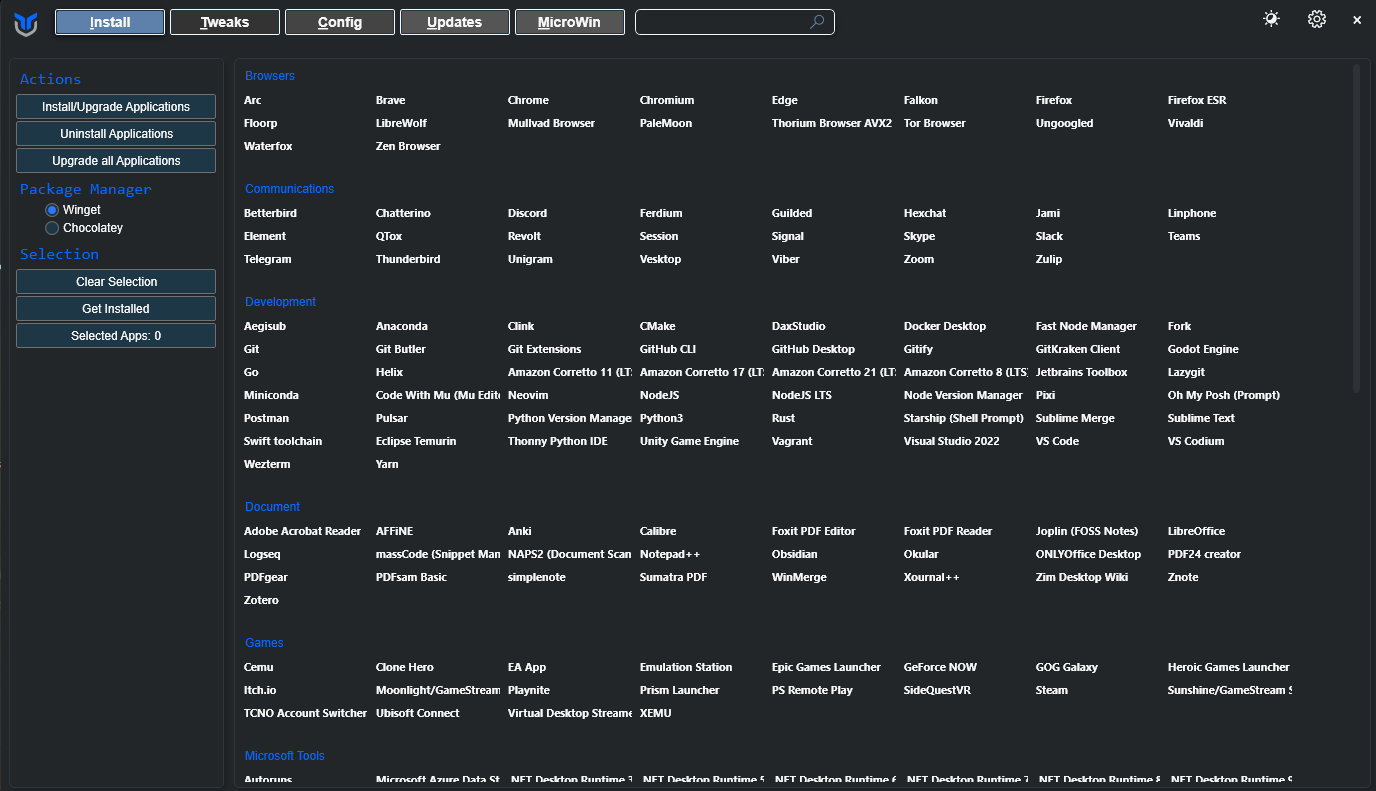 Install Tweaks Config Updates MicroWin
Actions
Install/Upgrade Applications
Uninstall Applications
Upgrade all Applications
Package Manager
Winget
Chocolatey
Selection
Clear Selection
Get Installed
Selected Apps: 0
Browsers
Arc Brave Chrome Chromium Edge Falkon Firefox Firefox ESR
Floorp LibreWolf Mullvad Browser PaleMoon Thorium Browser AVX2 Tor Browser Ungoogled Vivaldi
Waterfox Zen Browser
Communications
Betterbird Chatterino Discord Ferdium Guilded Hexchat Jami Linphone
Element QTox Revolt Session Signal Skype Slack Teams
Telegram Thunderbird Unigram Vesktop Viber Zoom Zulip
Development
Aegisub Anaconda Clink CMake DaxStudio Docker Desktop Fast Node Manager Fork
Git Git Butler Git Extensions GitHub CLI GitHub Desktop Gitify GitKraken Client Godot Engine
Go Helix Amazon Corretto 11 (LT Amazon Corretto 17 (LT Amazon Corretto 21 (LT Amazon Corretto 8 (LTS) Jetbrains Toolbox Lazygit
Miniconda Code With Mu (Mu Edit Neovim NodeJS NodeJS LTS Node Version Manager Pixi Oh My Posh (Prompt)
Postman Pulsar Python Version Manage Python3 Rust Starship (Shell Prompt) Sublime Merge Sublime Text
Swift toolchain Eclipse Temurin Thonny Python IDE Unity Game Engine Vagrant Visual Studio 2022 VS Code VS Codium
Wezterm Yarn
Document
Adobe Acrobat Reader AFFiNE Anki Calibre Foxit PDF Editor Foxit PDF Reader Joplin (FOSS Notes) LibreOffice
Logseq massCode (Snippet Man NAPS2 (Document Scan Notepad++ Obsidian Okular ONLYOffice Desktop PDF24 creator
PDFgear PDFsam Basic simplenote Sumatra PDF WinMerge Xournal++ Zim Desktop Wiki Znote
Zotero
Games
Cemu Clone Hero EA App Emulation Station Epic Games Launcher GeForce NOW GOG Galaxy Heroic Games Launcher
Itch.io Moonlight/GameStream Playnite Prism Launcher PS Remote Play SideQuestVR Steam Sunshine/GameStream S
TCNO Account Switcher Ubisoft Connect Virtual Desktop Streame XEMU
Microsoft Tools
Autoruns Microsoft Azure Data St .NET Desktop Runtime 3 .NET Desktop Runtime 5 .NET Desktop Runtime 6 .NET Desktop Runtime 7 .NET Desktop Runtime 8 .NET Desktop Runtime 9